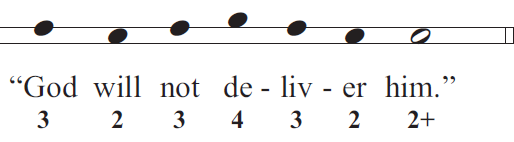 “God will not de - liv - er him.”
3 2 3 4 3 2 2+